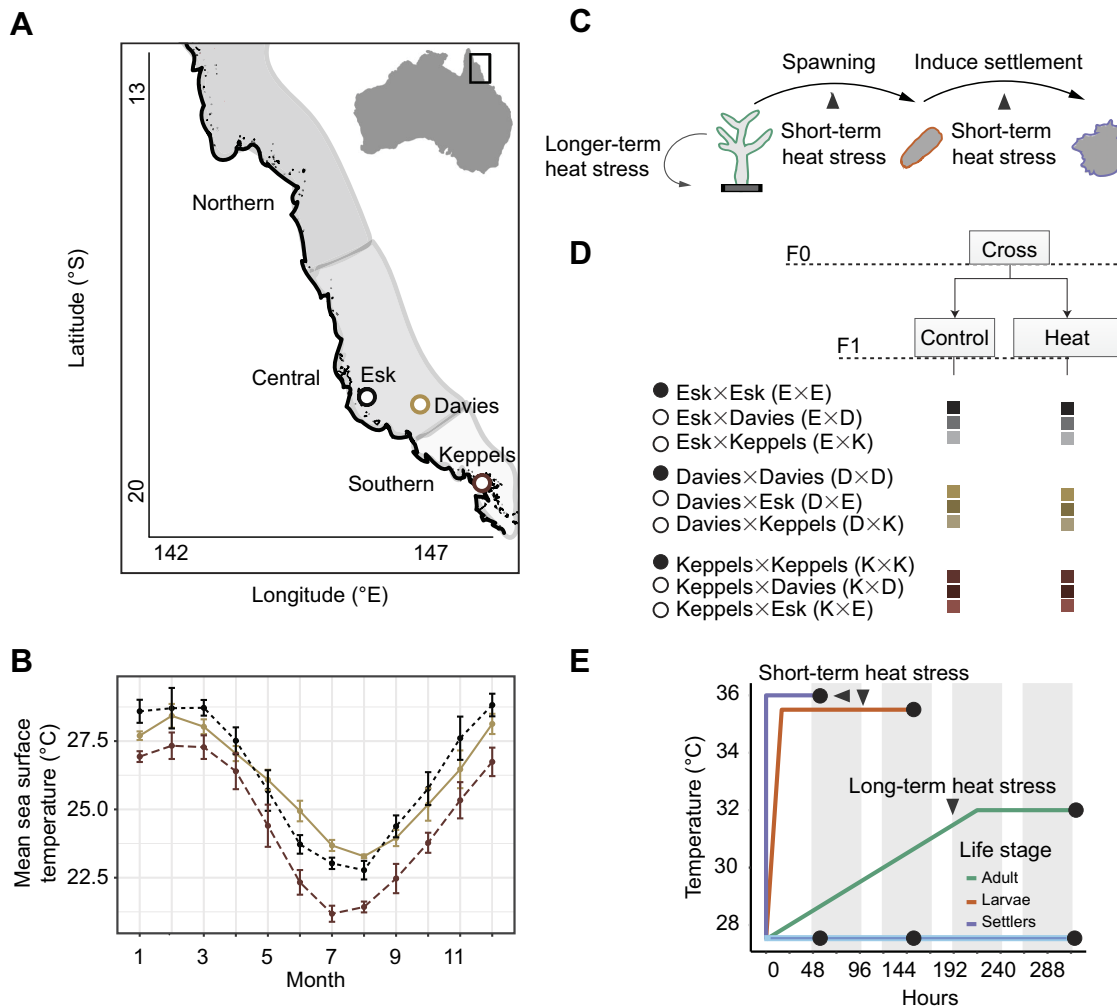 A
13
20
Latitude (°S)
Northern
Central
Esk
Davies
Keppels
Southern
142
147
Longitude (°E)
B
Mean sea surface
temperature (°C)
27.5
25.0
22.5
1
3
5
7
9
11
Month
C
Spawning
Induce settlement
Longer-term
heat stress
Short-term
heat stress
Short-term
heat stress
D
F0
Cross
F1
Control
Heat
Esk×Esk (E×E)
Esk×Davies (E×D)
Esk×Keppels (E×K)
Davies×Davies (D×D)
Davies×Esk (D×E)
Davies×Keppels (D×K)
Keppels×Keppels (K×K)
Keppels×Davies (K×D)
Keppels×Esk (K×E)
E
Short-term heat stress
Long-term heat stress
Temperature (°C)
36
34
32
30
28
Life stage
Adult
Larvae
Settlers
0
48
96
144
192
240
288
Hours